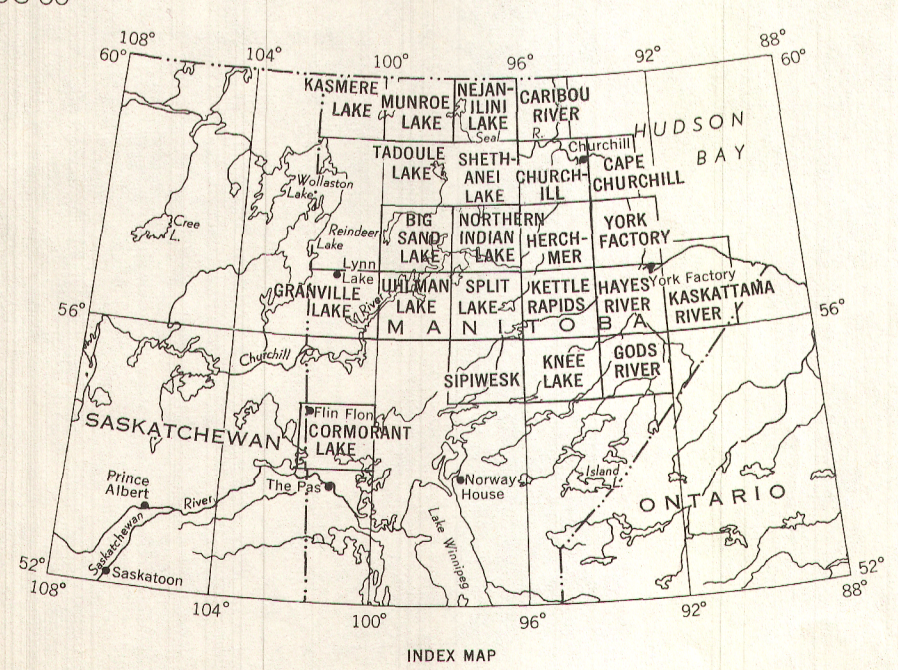 108°
104°
100°
96°
92°
88°
60°
60°
KASMERE
LAKE
MUNROE
LAKE
NEJAN-
ILINI
LAKE
CARIBOU
RIVER
Seal
R.
HUDSON
BAY
TADOULE
LAKE
SHETH-
ANEI
LAKE
CHURCH-
ILL
Churchill
CAPE
CHURCHILL
Wollaston
Lake
Cree
L.
Reindeer
Lake
BIG
SAND
LAKE
NORTHERN
INDIAN
LAKE
HERCH-
MER
YORK
FACTORY
Lynn
Lake
GRANVILLE
LAKE
River
UHLMAN
LAKE
SPLIT
LAKE
KETTLE
RAPIDS
HAYES
RIVER
York Factory
KASKATTAMA
RIVER
56°
56°
MANITOBA
Churchill
SIPIWESK
KNEE
LAKE
GODS
RIVER
SASKATCHEWAN
Flin Flon
CORMORANT
LAKE
The Pas
Norway
House
Island
ONTARIO
Prince
Albert
River
Saskatchewan
Saskatoon
Lake Winnipeg
52°
52°
108°
104°
100°
96°
92°
88°
INDEX MAP